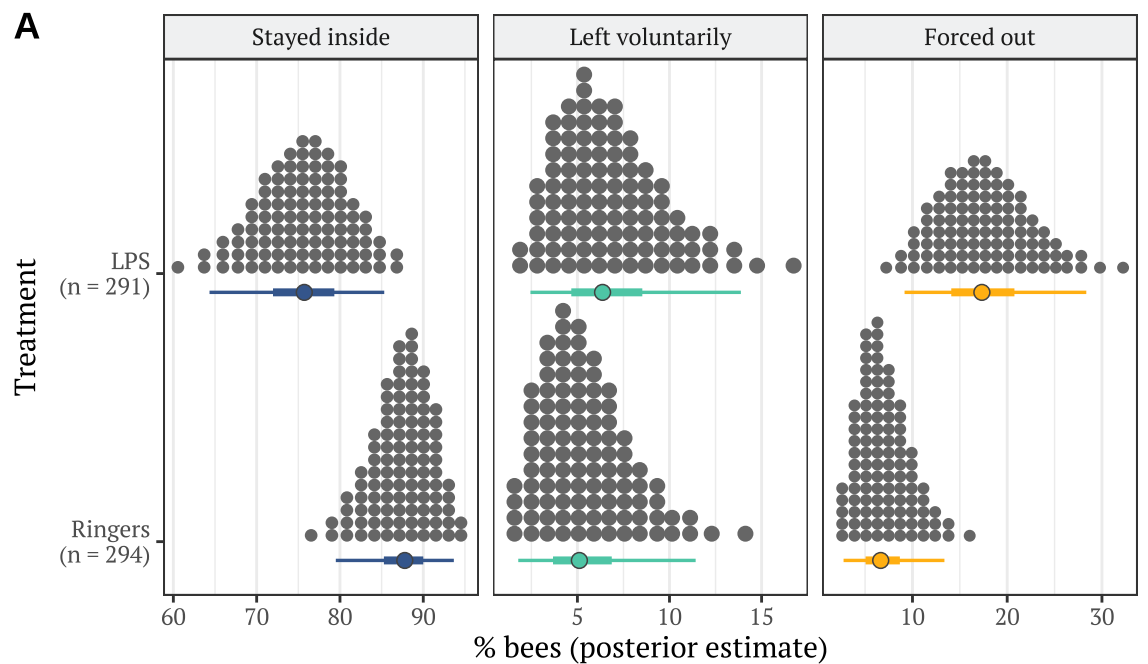 A
Stayed inside
Left voluntarily
Forced out
Treatment
LPS
(n = 291)
Ringers
(n = 294)
60 70 80 90
5 10 15
10 20 30
% bees (posterior estimate)